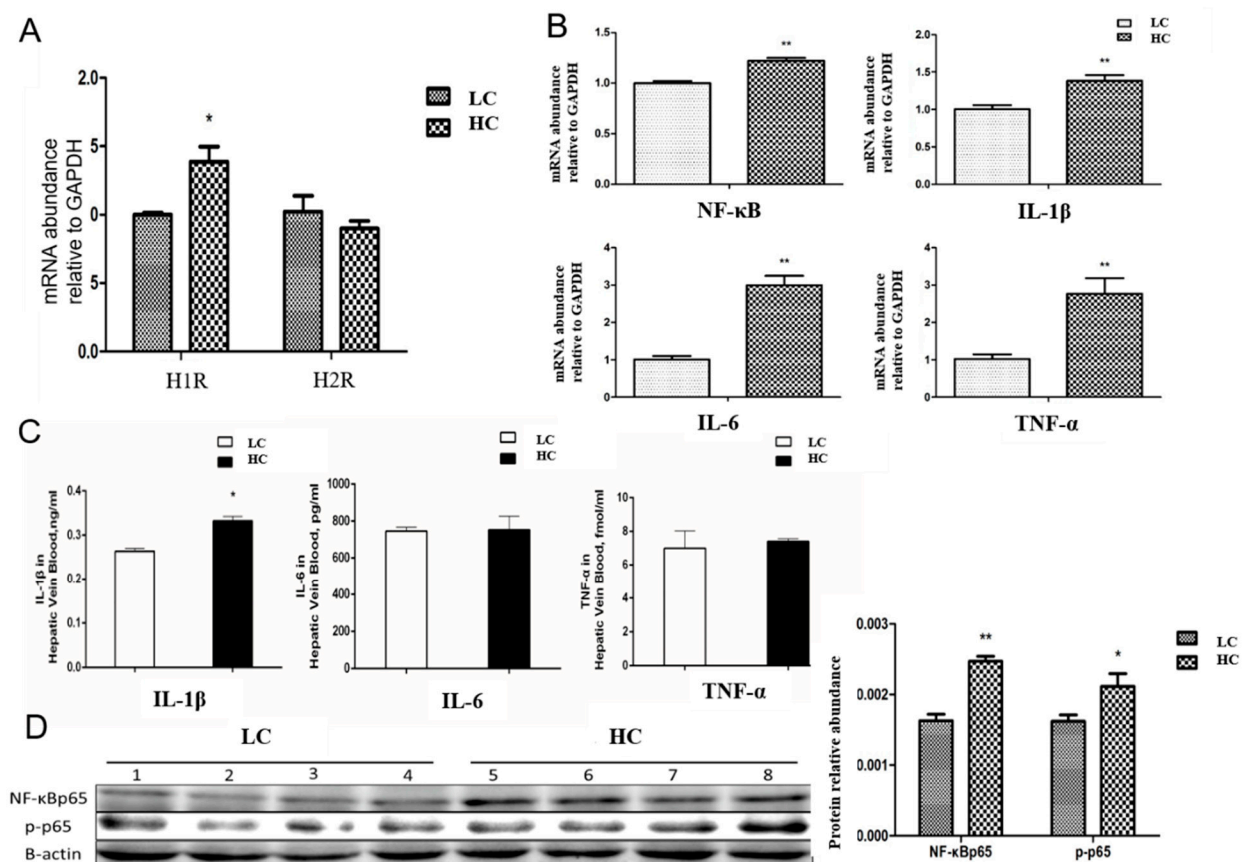 A
mRNA abundance
relative to GAPDH
2.0
5
0
5
0.0
*
H1R
H2R
LC
HC
B
LC
HC
mRNA abundance
relative to GAPDH
1.5
1.0
0.5
0.0
**
NF-κB
mRNA abundance
relative to GAPDH
2.0
1.5
1.0
0.5
0.0
**
IL-1β
mRNA abundance
relative to GAPDH
4
3
2
1
0
**
IL-6
mRNA abundance
relative to GAPDH
4
3
2
1
0
**
TNF-α
C
LC
HC
IL-1β in
Hepatic Vein Blood,ng/ml
0.4
0.3
0.2
0.1
0.0
*
IL-1β
LC
HC
IL-6 in
Hepatic Vein Blood, pg/ml
1000
800
600
400
200
0
IL-6
LC
HC
TNF-α in
Hepatic Vein Blood, fmol/ml
8
6
4
2
0
TNF-α
D
LC
HC
1 2 3 4 5 6 7 8
NF-κBp65
p-p65
B-actin
Protein relative abundance
0.003
0.002
0.001
0.000
**
*
NF-κBp65
p-p65
LC
HC